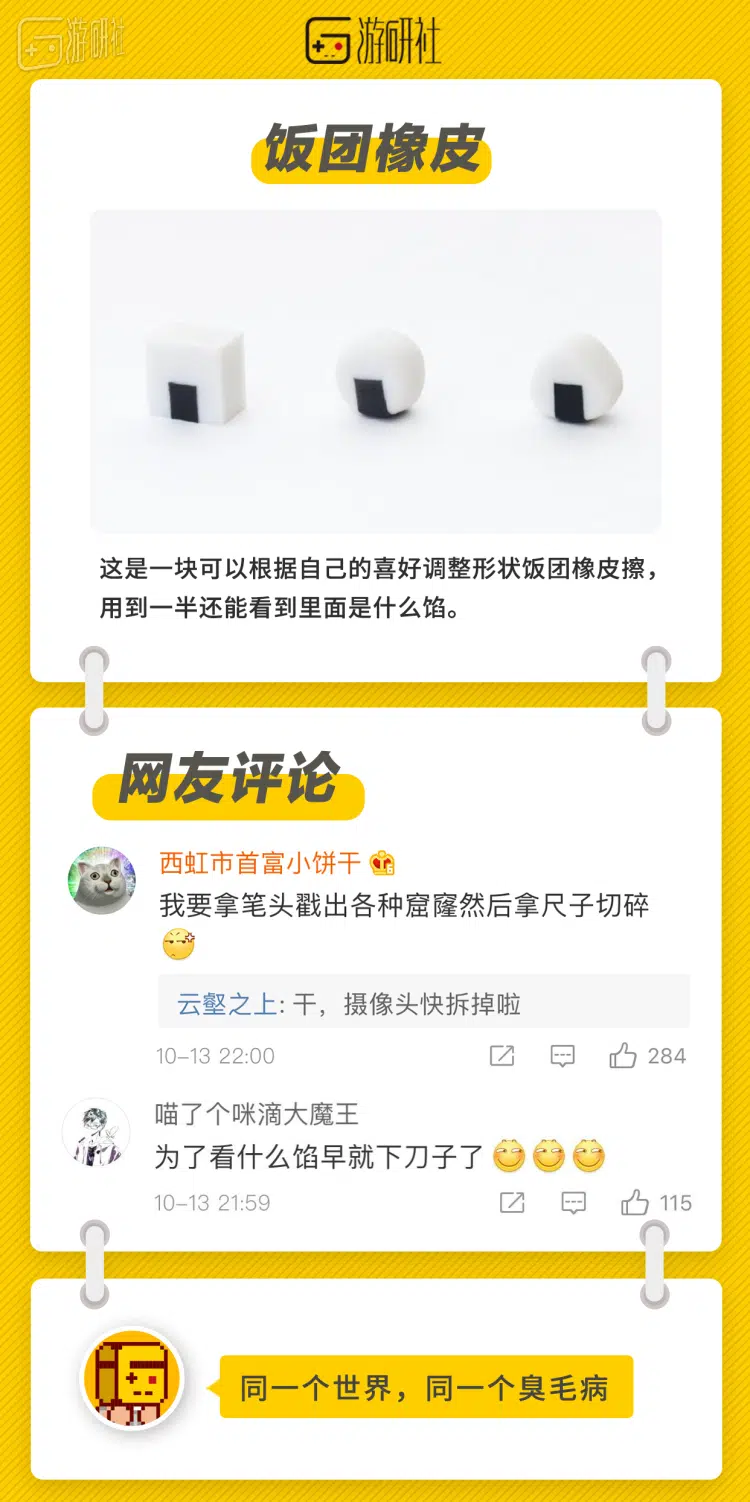 游研社
游研社
饭团橡皮
这是一块可以根据自己的喜好调整形状饭团橡皮擦，
用到一半还能看到里面是什么馅。
网友评论
西虹市首富小饼干
我要拿笔头戳出各种窟窿然后拿尺子切碎
云壑之上: 干，摄像头快拆掉啦
10-13 22:00 284
喵了个咪滴大魔王
为了看什么馅早就下刀子了
10-13 21:59 115
同一个世界，同一个臭毛病